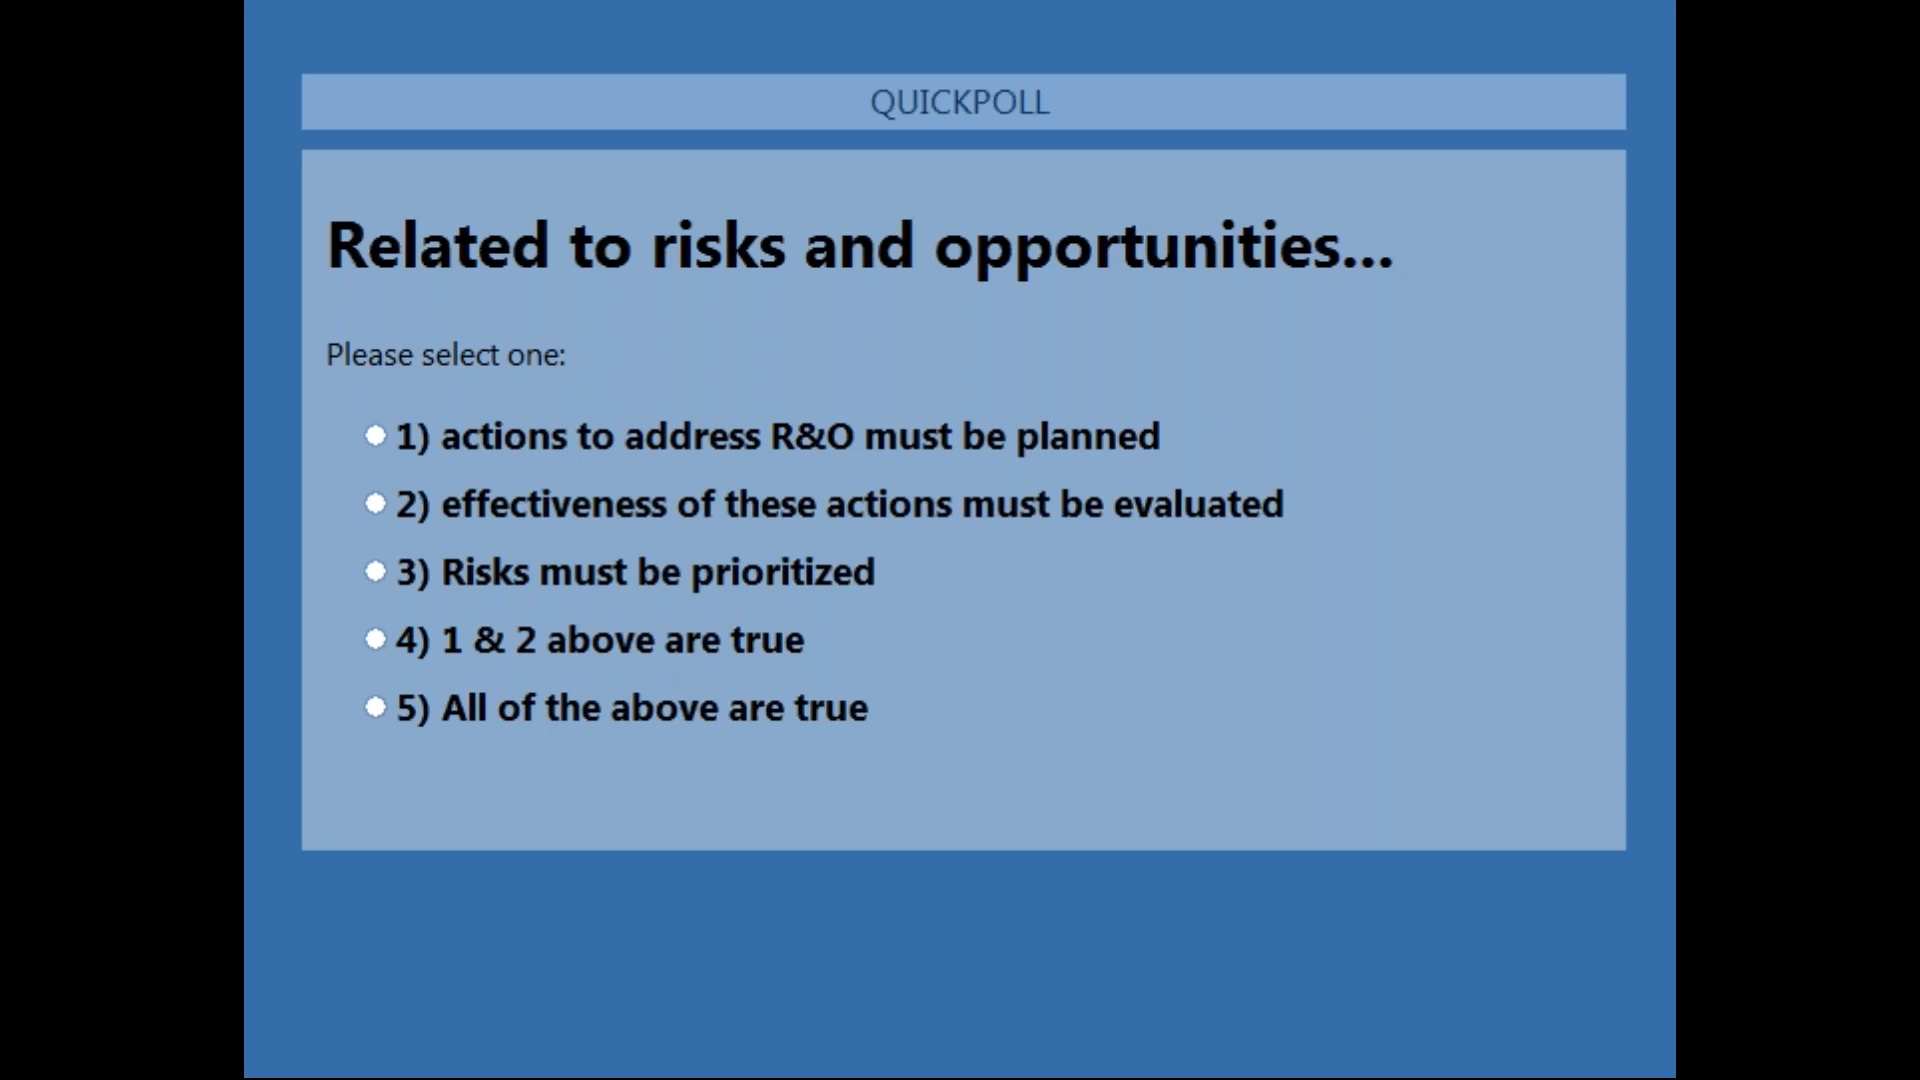 QUICKPOLL
Related to risks and opportunities...
Please select one:
1) actions to address R&O must be planned
2) effectiveness of these actions must be evaluated
3) Risks must be prioritized
4) 1 & 2 above are true
5) All of the above are true